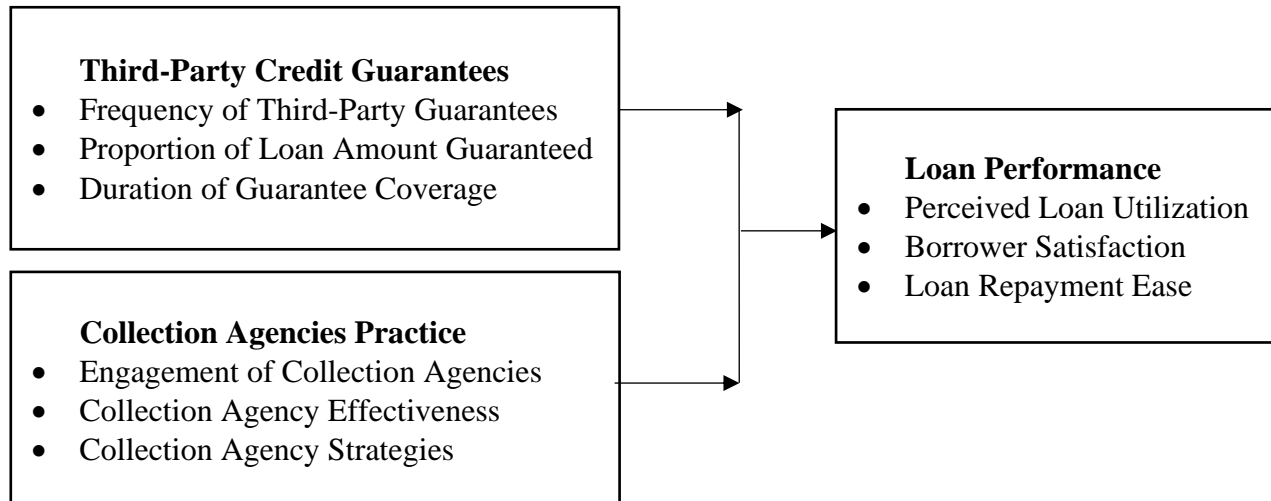 Third-Party Credit Guarantees
• Frequency of Third-Party Guarantees
• Proportion of Loan Amount Guaranteed
• Duration of Guarantee Coverage
Collection Agencies Practice
• Engagement of Collection Agencies
• Collection Agency Effectiveness
• Collection Agency Strategies
Loan Performance
• Perceived Loan Utilization
• Borrower Satisfaction
• Loan Repayment Ease